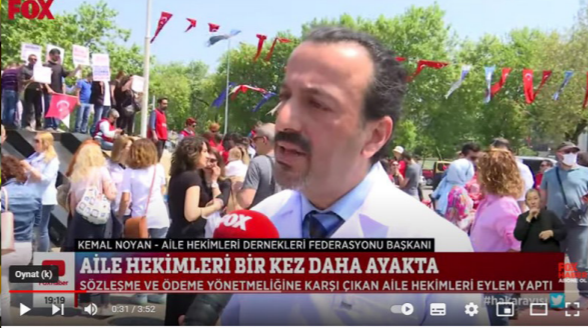 FOX
FOX
KEMAL NOYAN - AİLE HEKİMLERİ DERNEKLERİ FEDERASYONU BAŞKANI
AİLE HEKİMLERİ BİR KEZ DAHA AYAKTA
SÖZLEŞME VE ÖDEME YÖNETMELİĞİNE KARŞI ÇIKAN AİLE HEKİMLERİ EYLEM YAPTI
Oynat (k)
19:19
0:31 / 3:52